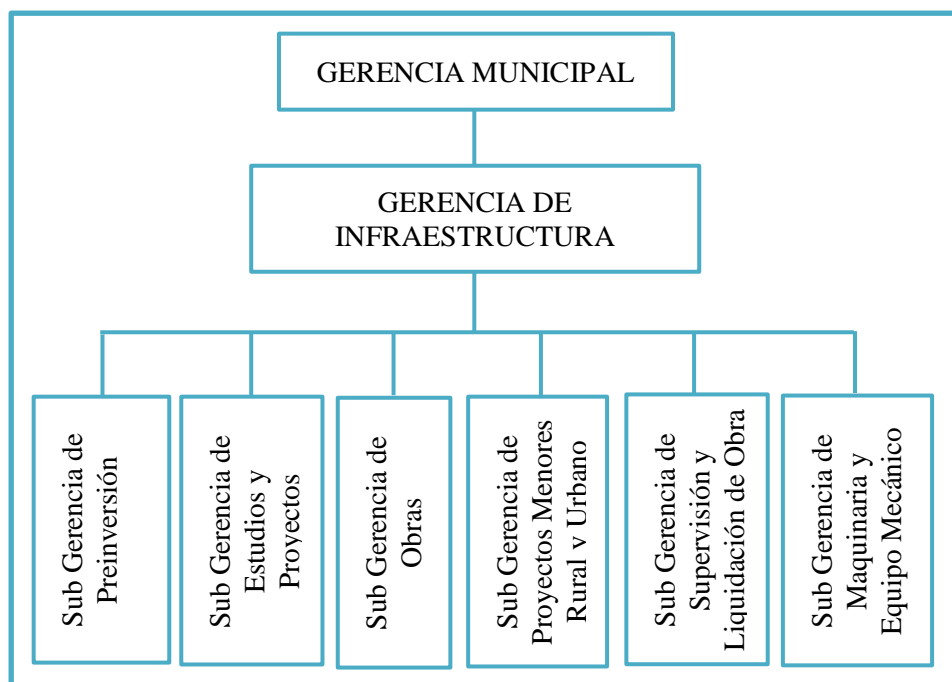 GERENCIA MUNICIPAL
GERENCIA DE
INFRAESTRUCTURA
Sub Gerencia de
Preinversión
Sub Gerencia de
Estudios y
Proyectos
Sub Gerencia de
Obras
Sub Gerencia de
Proyectos Menores
Rural v Urbano
Sub Gerencia de
Supervisión y
Liquidación de Obra
Sub Gerencia de
Maquinaria y
Equipo Mecánico